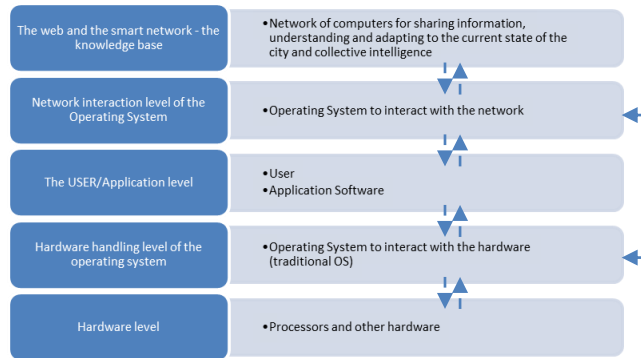 The web and the smart network - the
knowledge base
•Network of computers for sharing information,
understanding and adapting to the current state of the
city and collective intelligence
Network interaction level of the
Operating System
•Operating System to interact with the network
The USER/Application level
•User
•Application Software
Hardware handling level of the
operating system
•Operating System to interact with the hardware
(traditional OS)
Hardware level
•Processors and other hardware